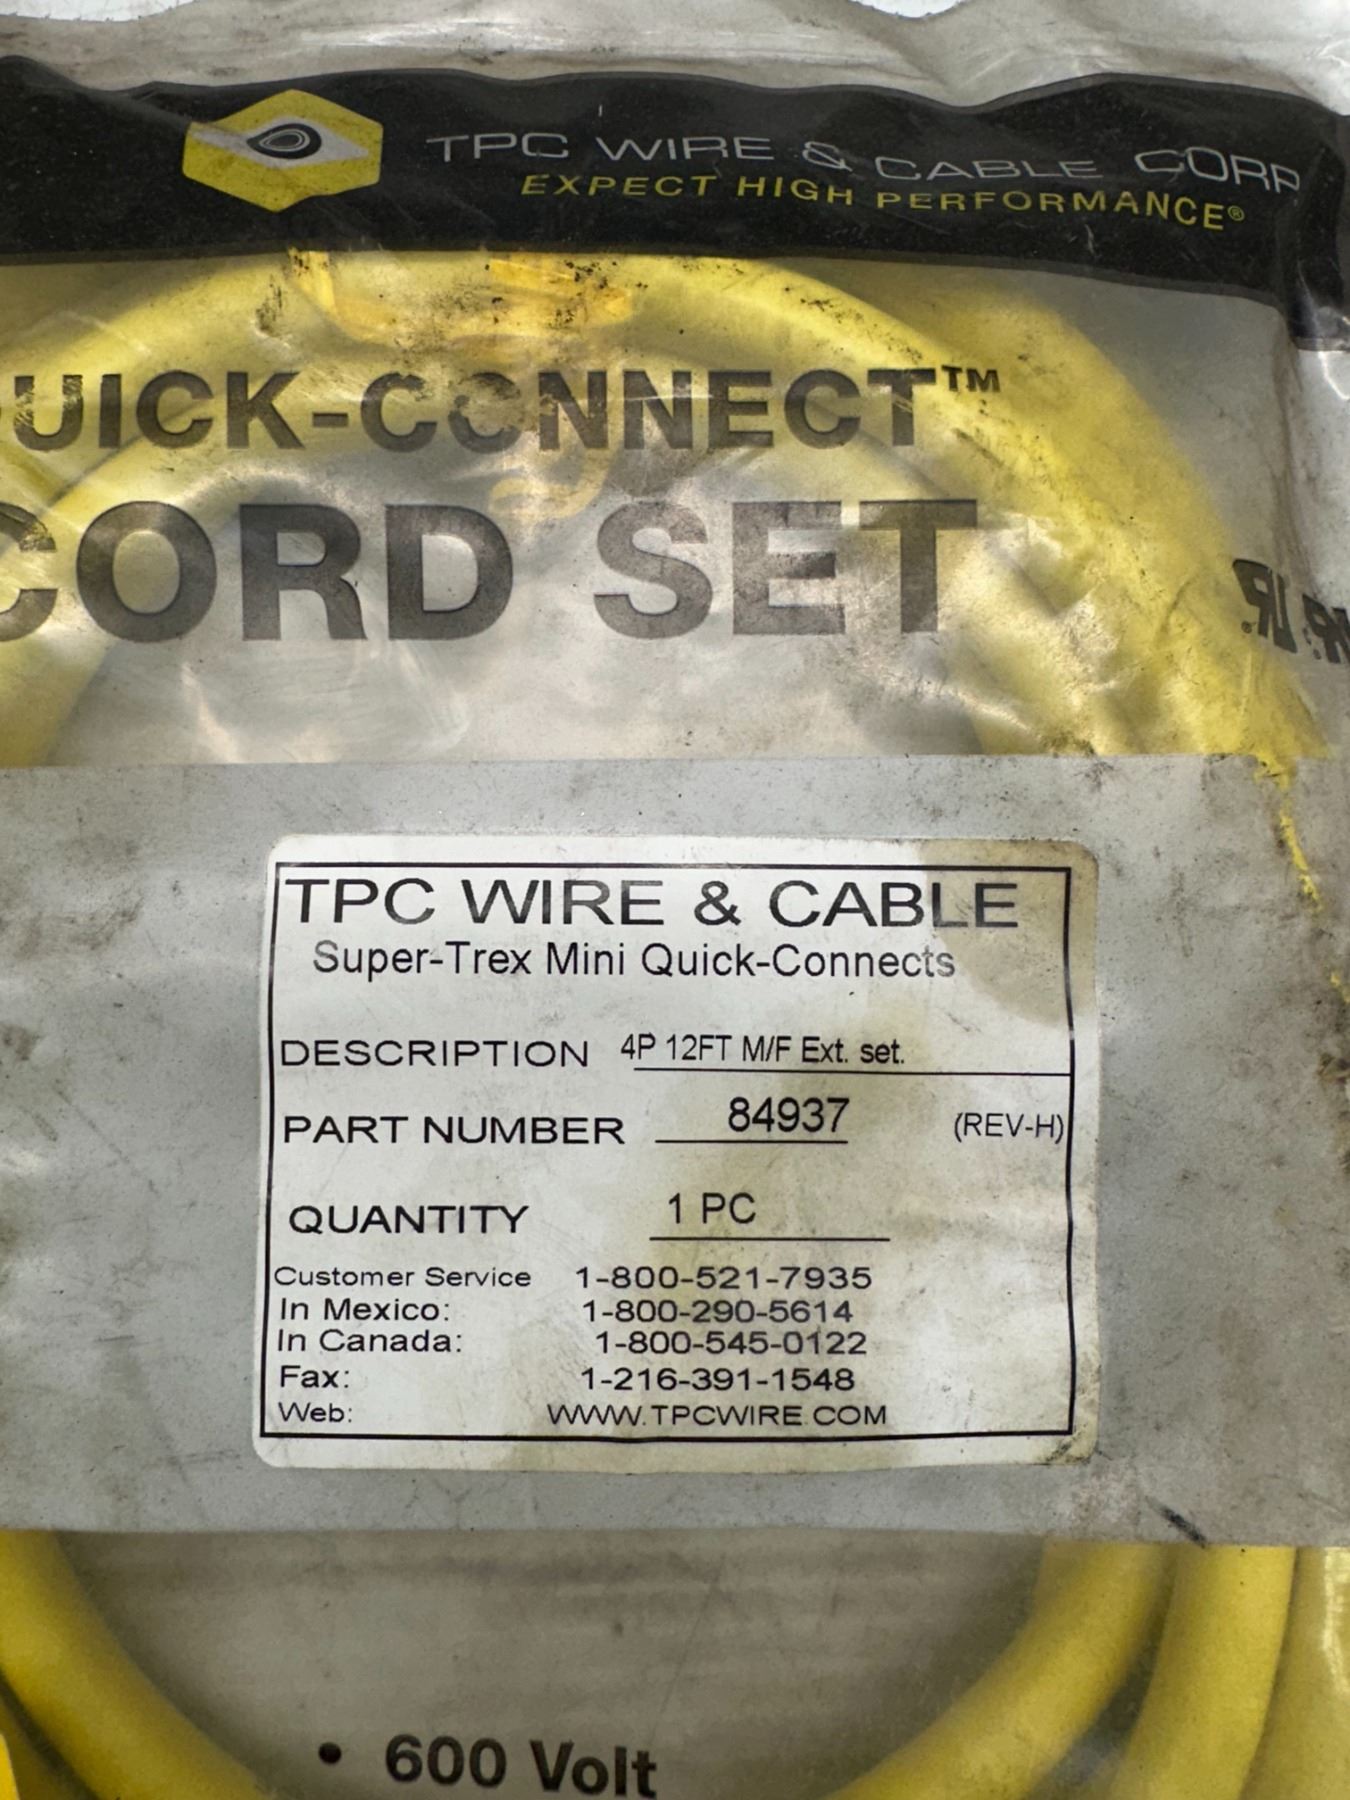 TPC WIRE & CABLE CORP
EXPECT HIGH PERFORMANCE®
QUICK-CONNECT™
CORD SET
TPC WIRE & CABLE
Super-Trex Mini Quick-Connects
DESCRIPTION 4P 12FT M/F Ext. set.
PART NUMBER 84937 (REV-H)
QUANTITY 1 PC
Customer Service 1-800-521-7935
In Mexico: 1-800-290-5614
In Canada: 1-800-545-0122
Fax: 1-216-391-1548
Web: WWW.TPCWIRE.COM
• 600 Volt